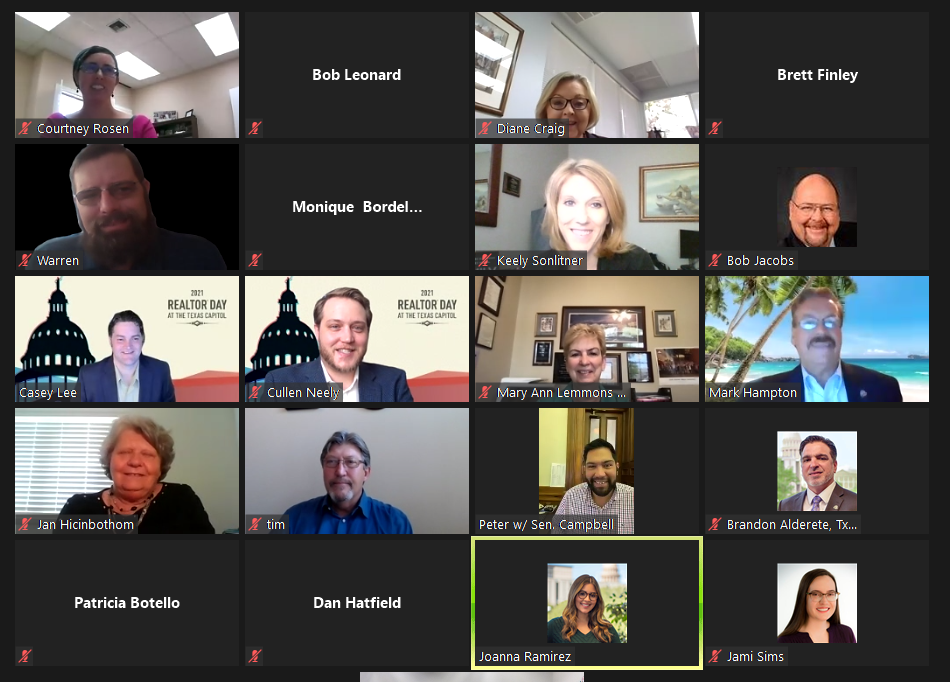 Courtney Rosen
Bob Leonard
Diane Craig
Brett Finley
Warren
Monique Bordel...
Keely Sonlitner
Bob Jacobs
2021
REALTOR DAY
AT THE TEXAS CAPITOL
Casey Lee
2021
REALTOR DAY
AT THE TEXAS CAPITOL
Cullen Neely
Mary Ann Lemmons ...
Mark Hampton
Jan Hicinbothom
tim
Peter w/ Sen. Campbell
Brandon Alderete, Tx...
Patricia Botello
Dan Hatfield
Joanna Ramirez
Jami Sims